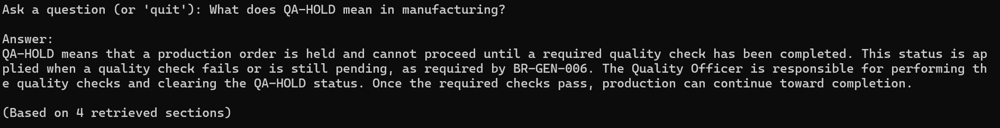 Ask a question (or 'quit'): What does QA-HOLD mean in manufacturing?
Answer:
QA-HOLD means that a production order is held and cannot proceed until a required quality check has been completed. This status is ap
plied when a quality check fails or is still pending, as required by BR-GEN-006. The Quality Officer is responsible for performing th
e quality checks and clearing the QA-HOLD status. Once the required checks pass, production can continue toward completion.
(Based on 4 retrieved sections)